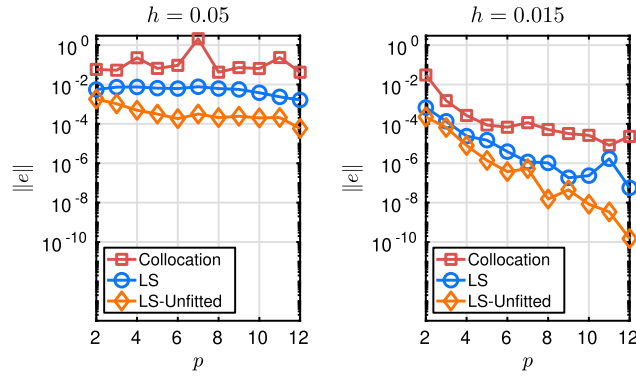 h = 0.05
‖e‖
10^0
10^-2
10^-4
10^-6
10^-8
10^-10
Collocation
LS
LS-Unfitted
2 4 6 8 10 12
p
h = 0.015
‖e‖
10^0
10^-2
10^-4
10^-6
10^-8
10^-10
Collocation
LS
LS-Unfitted
2 4 6 8 10 12
p